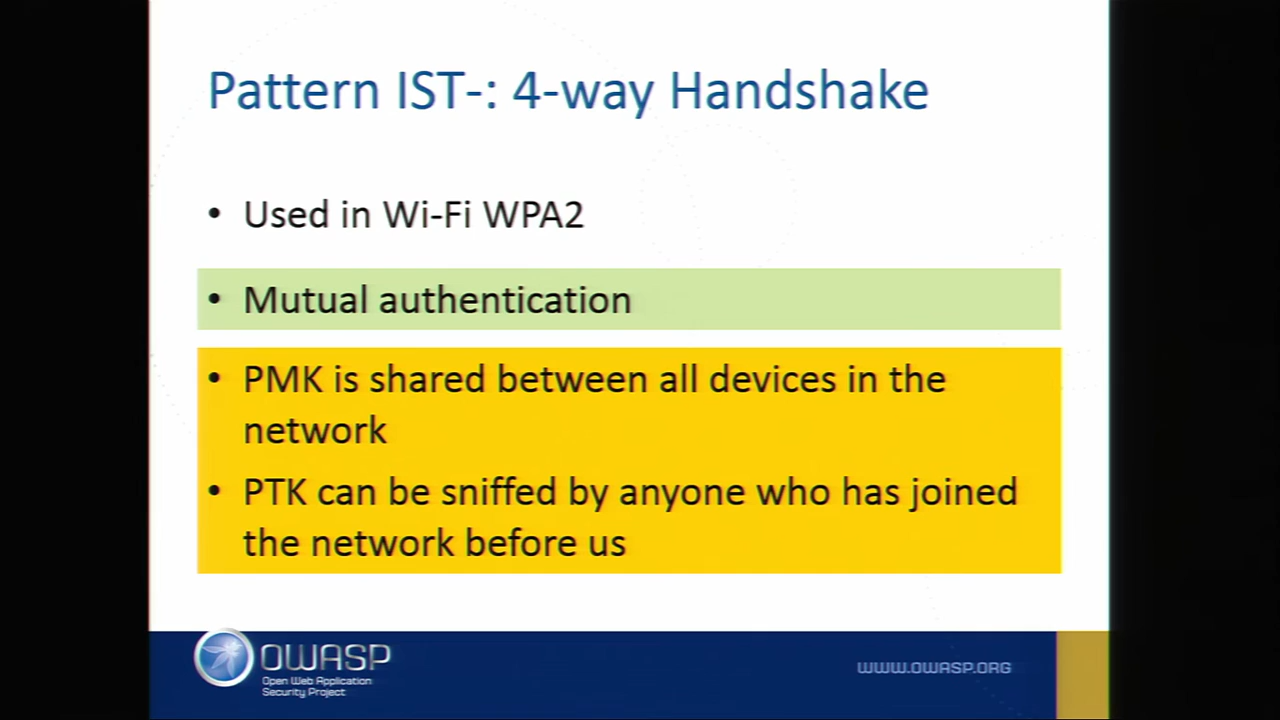 Pattern IST-: 4-way Handshake
• Used in Wi-Fi WPA2
• Mutual authentication
• PMK is shared between all devices in the
network
• PTK can be sniffed by anyone who has joined
the network before us
OWASP
Open Web Application
Security Project
WWW.OWASP.ORG